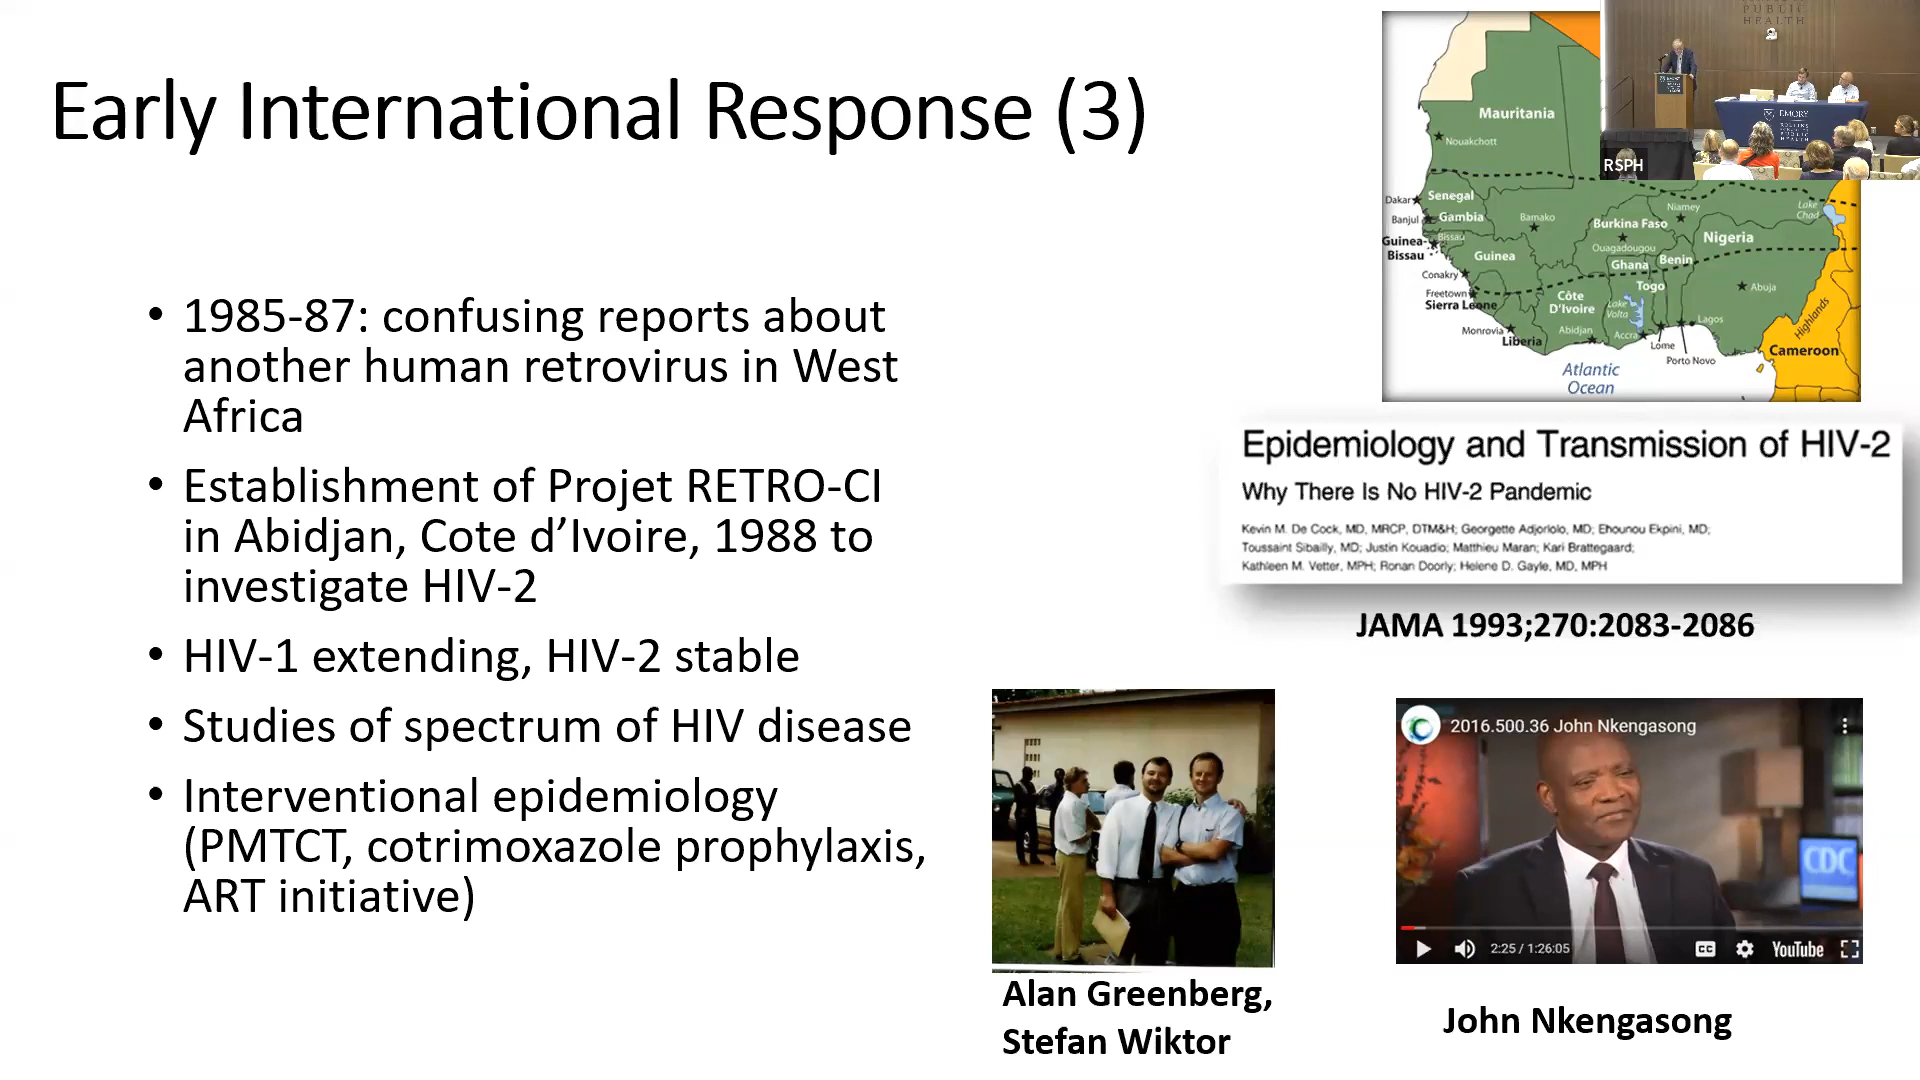 Early International Response (3)
• 1985-87: confusing reports about
another human retrovirus in West
Africa
• Establishment of Projet RETRO-CI
in Abidjan, Cote d’Ivoire, 1988 to
investigate HIV-2
• HIV-1 extending, HIV-2 stable
• Studies of spectrum of HIV disease
• Interventional epidemiology
(PMTCT, cotrimoxazole prophylaxis,
ART initiative)
Mauritania
Nouakchott
Dakar
Senegal
Banjul
Gambia
Bissau
Guinea-
Bissau
Guinea
Conakry
Freetown
Sierra Leone
Monrovia
Liberia
Bamako
Burkina Faso
Ouagadougou
Niamey
Lake
Chad
Nigeria
Ghana
Benin
Togo
Côte
D'Ivoire
Lake
Volta
Abidjan
Accra
Lome
Porto Novo
Lagos
Abuja
Highlands
Cameroon
Atlantic
Ocean
PUBLIC
HEALTH
EMORY
ROLLINS
SCHOOL OF
PUBLIC
HEALTH
RSPH
Epidemiology and Transmission of HIV-2
Why There Is No HIV-2 Pandemic
Kevin M. De Cock, MD, MRCP, DTM&H; Georgette Adjorlolo, MD; Ehounou Ekpini, MD;
Toussaint Sibailly, MD; Justin Kouadio; Matthieu Maran; Kari Brattegaard;
Kathleen M. Vetter, MPH; Ronan Doorly; Helene D. Gayle, MD, MPH
JAMA 1993;270:2083-2086
Alan Greenberg,
Stefan Wiktor
2016.500.36 John Nkengasong
CDC
2:25 / 1:26:05
CC
YouTube
John Nkengasong